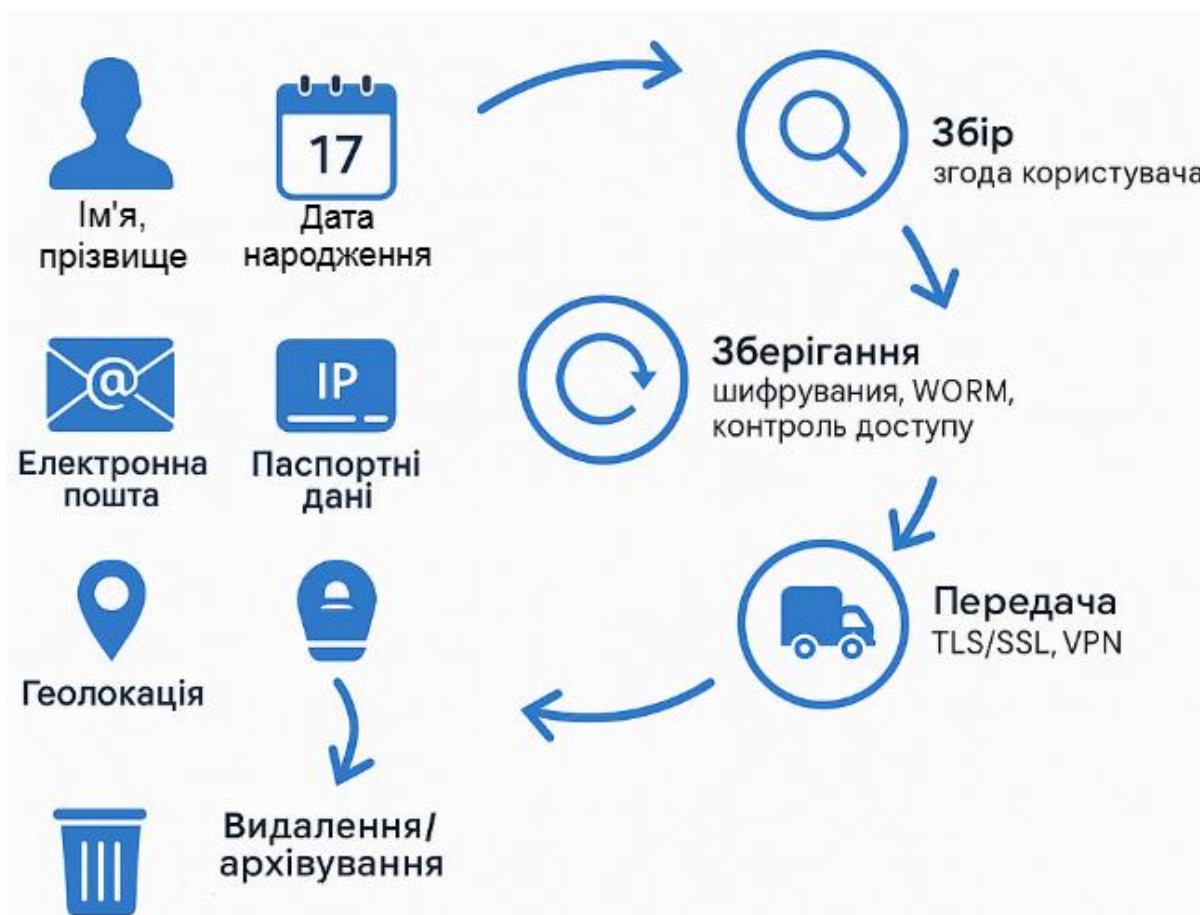 Ім'я,
прізвище
17
Дата
народження
@
Електронна
пошта
IP
Паспортні
дані
Геолокація
Збір
згода користувача
Зберігання
шифрування, WORM,
контроль доступу
Передача
TLS/SSL, VPN
Видалення/
архівування